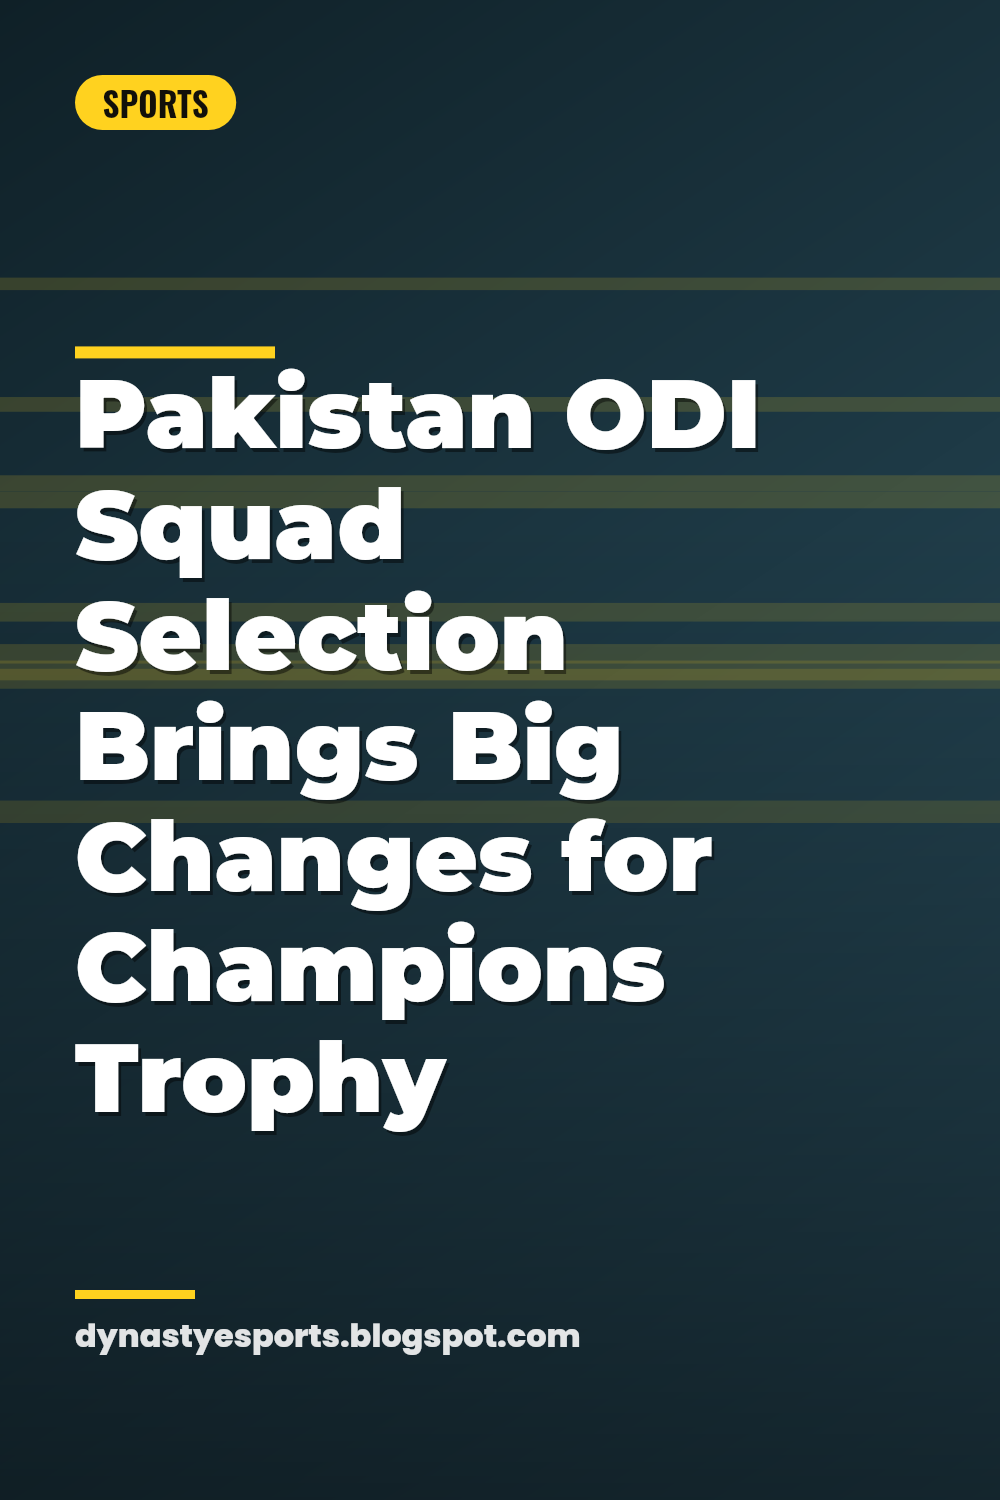 SPORTS
Pakistan ODI
Squad
Selection
Brings Big
Changes for
Champions
Trophy
dynastyesports.blogspot.com